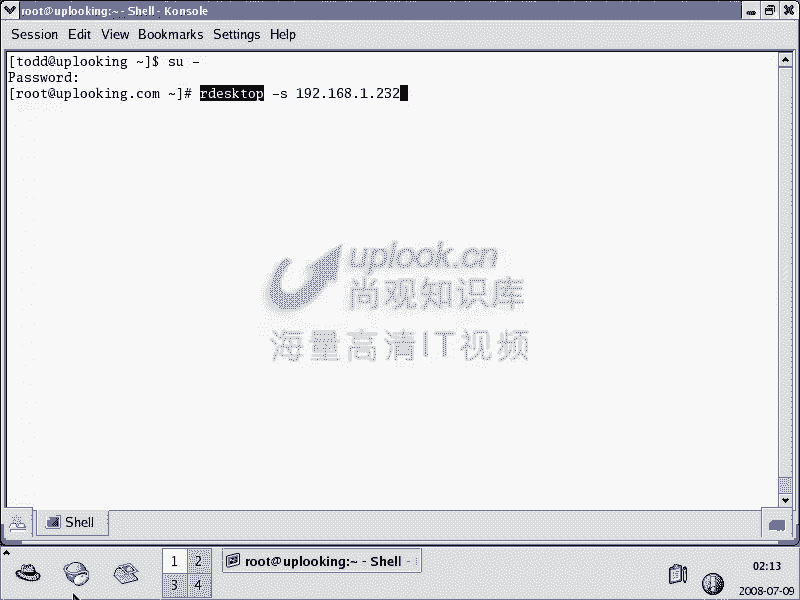 root@uplooking:~ - Shell - Konsole
Session Edit View Bookmarks Settings Help
[todd@uplooking ~]$ su -
Password:
[root@uplooking.com ~]# rdesktop -s 192.168.1.232
uplook.cn
尚观知识库
海量高清IT视频
Shell
1 2
3 4
root@uplooking:~ - Shell -
02:13
2008-07-09